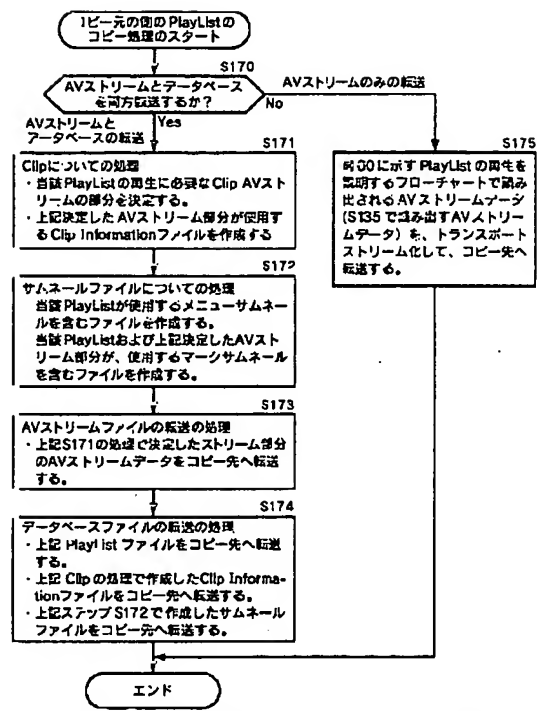 コピー元の側の PlayListの
コピー処理のスタート
S170
AVストリームとデータベース
を両方転送するか?
AVストリームのみの転送
No
AVストリームと
データベースの転送
Yes
S171
Clipについての処理
・当該PlayListの再生に必要な Clip AVスト
リームの部分を決定する。
・上記決定した AVストリーム部分が使用す
る Clip Informationファイルを作成する
S172
サムネールファイルについての処理
当該 PlayListが使用するメニューサムネー
ルを含むファイルを作成する。
当該 PlayListおよび上記決定したAVスト
リーム部分が、使用するマークサムネール
を含むファイルを作成する。
S173
AVストリームファイルの転送の処理
・上記S171の処理で決定したストリーム部分
のAVストリームデータをコピー先へ転送
する。
S174
データベースファイルの転送の処理
・上記 PlayList ファイルをコピー先へ転送
する。
・上記 Clip の処理で作成したClip Informa-
tionファイルをコピー先へ転送する。
・上記ステップ S172で作成したサムネール
ファイルをコピー先へ転送する。
S175
に示す PlayList の再生を
説明するフローチャートで読み
出される AV ストリームデータ
(S135 で読み出すAVストリー
ムデータ) を、トランスポート
ストリーム化して、コピー先へ
転送する。
エンド